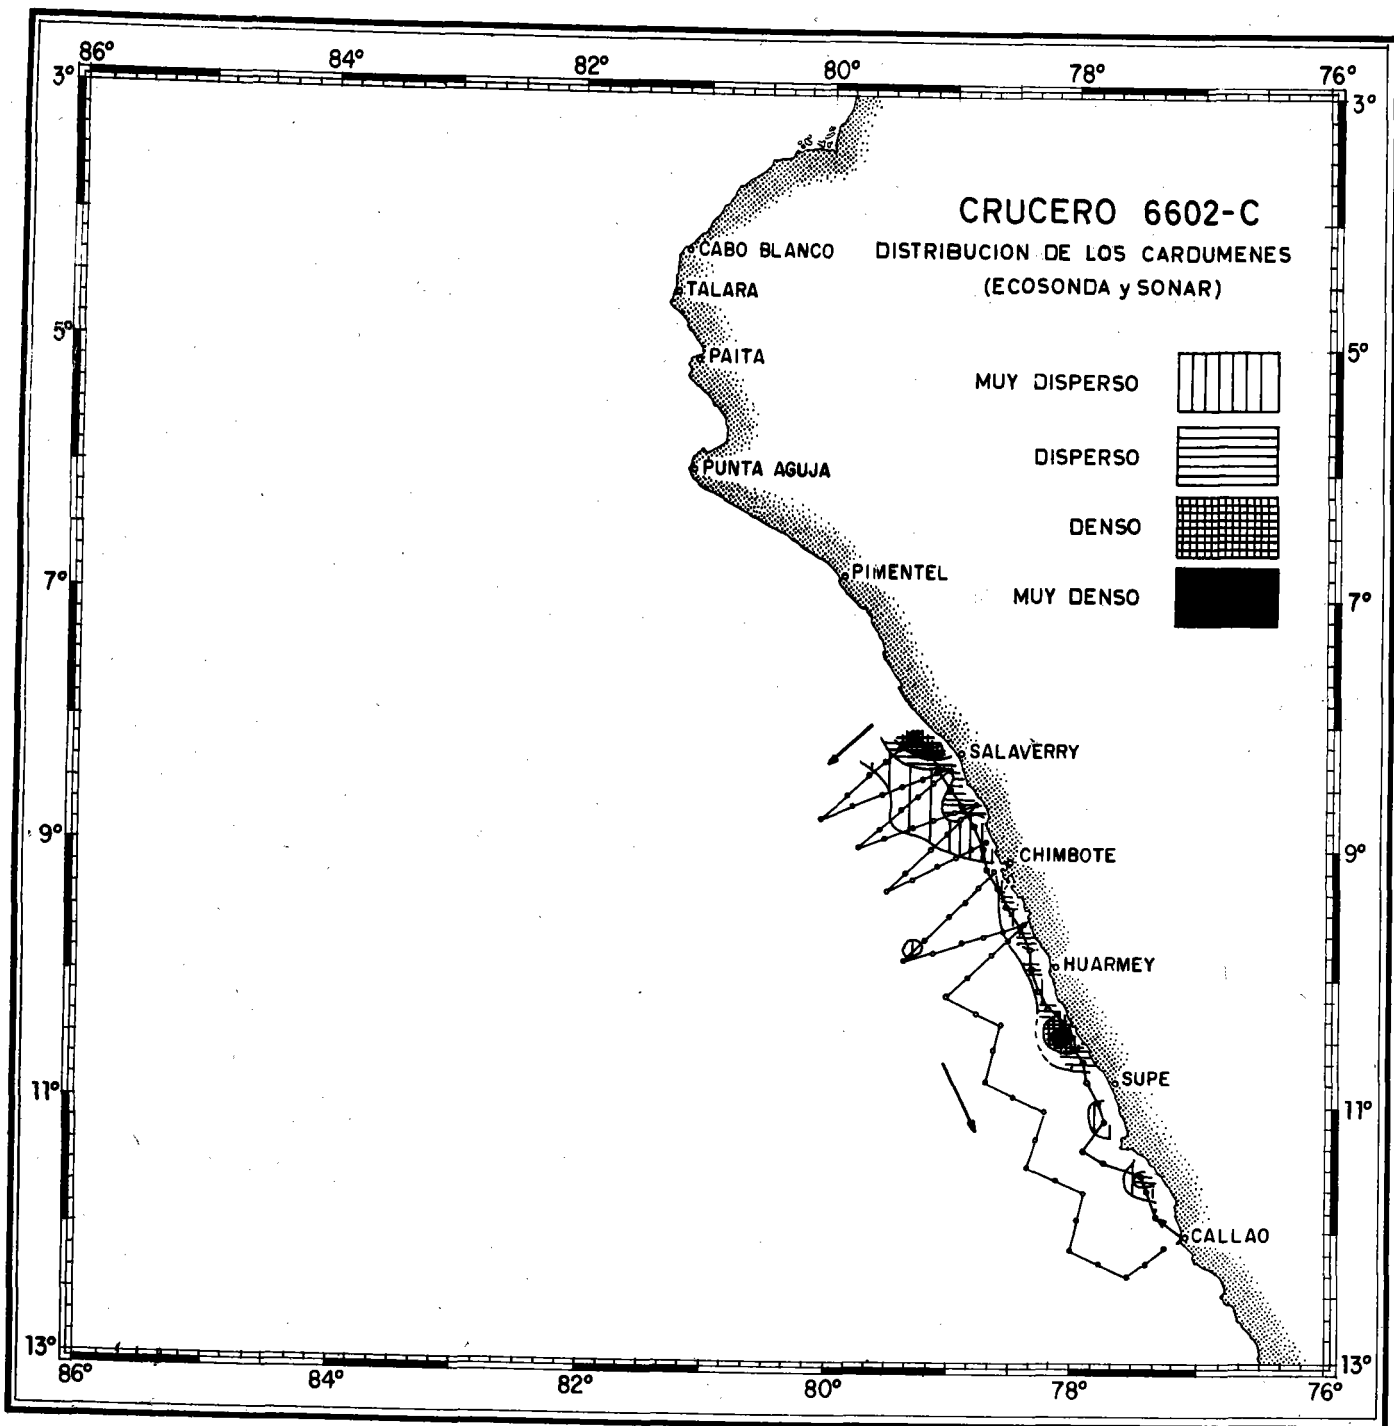 86° 84° 82° 80° 78° 76°
3° 3°
CRUCERO 6602-C
DISTRIBUCION DE LOS CARDUMENES
(ECOSONDA y SONAR)
CABO BLANCO
TALARA
5° 5°
PAITA
MUY DISPERSO
DISPERSO
PUNTA AGUJA
DENSO
PIMENTEL
7° 7°
MUY DENSO
SALAVERRY
9° 9°
CHIMBOTE
HUARMEY
SUPE
11° 11°
CALLAO
13° 13°
86° 84° 82° 80° 78° 76°